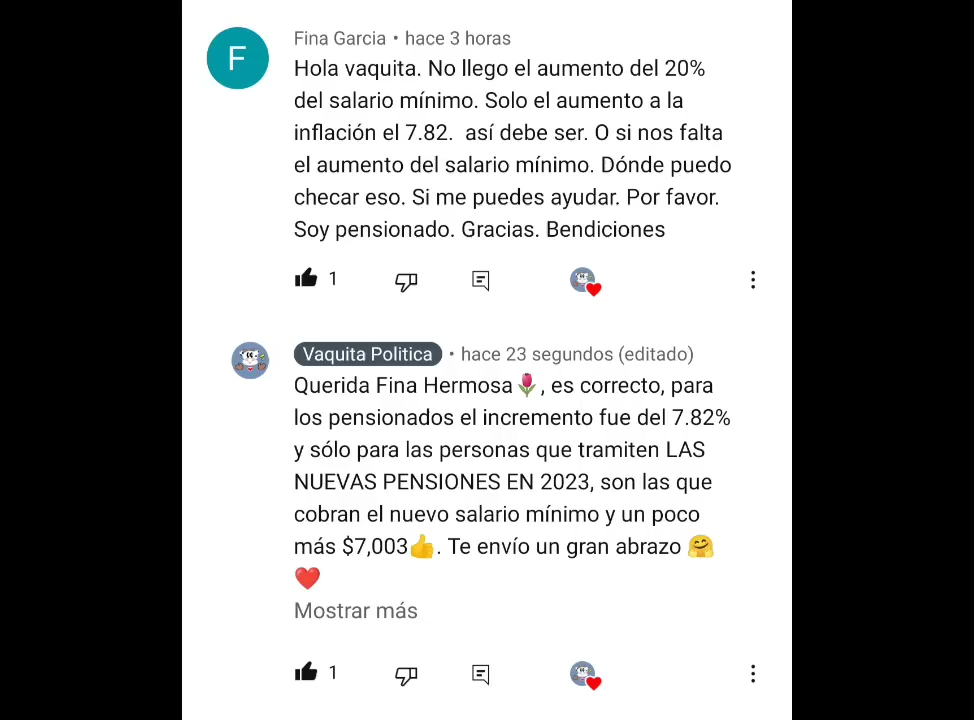 Fina Garcia • hace 3 horas
F
Hola vaquita. No llego el aumento del 20%
del salario mínimo. Solo el aumento a la
inflación el 7.82.  así debe ser. O si nos falta
el aumento del salario mínimo. Dónde puedo
checar eso. Si me puedes ayudar. Por favor.
Soy pensionado. Gracias. Bendiciones
1
Vaquita Politica • hace 23 segundos (editado)
Querida Fina Hermosa🌷, es correcto, para
los pensionados el incremento fue del 7.82%
y sólo para las personas que tramiten LAS
NUEVAS PENSIONES EN 2023, son las que
cobran el nuevo salario mínimo y un poco
más $7,003👍. Te envío un gran abrazo 🤗
❤️
Mostrar más
1